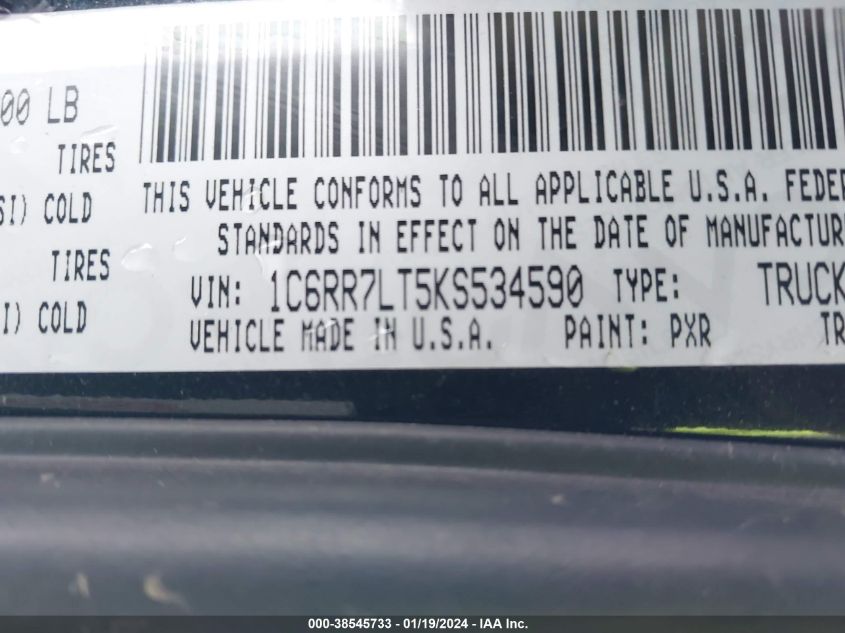 00 LB
TIRES
SI) COLD
TIRES
I) COLD
THIS VEHICLE CONFORMS TO ALL APPLICABLE U.S.A. FEDER
STANDARDS IN EFFECT ON THE DATE OF MANUFACTUR
VIN: 1C6RR7LT5KS534590 TYPE: TRUCK
VEHICLE MADE IN U.S.A. PAINT: PXR TR
000-38545733 - 01/19/2024 - IAA Inc.